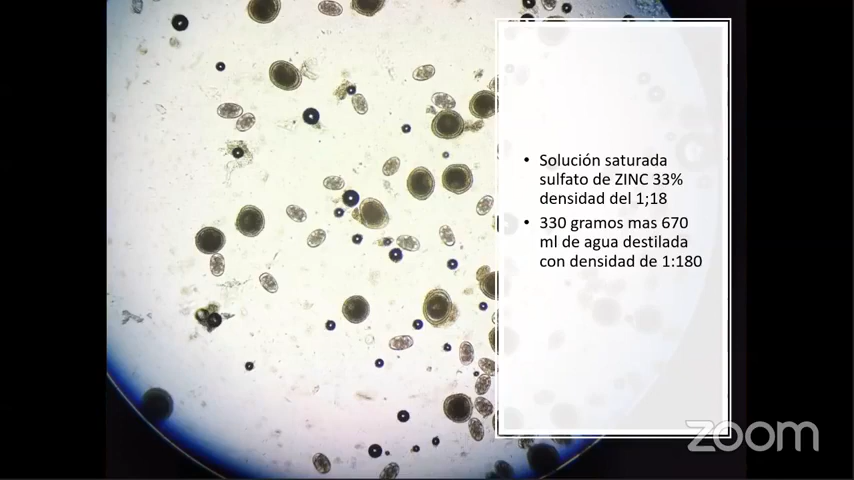 • Solución saturada
sulfato de ZINC 33%
densidad del 1;18
• 330 gramos mas 670
ml de agua destilada
con densidad de 1:180
zoom